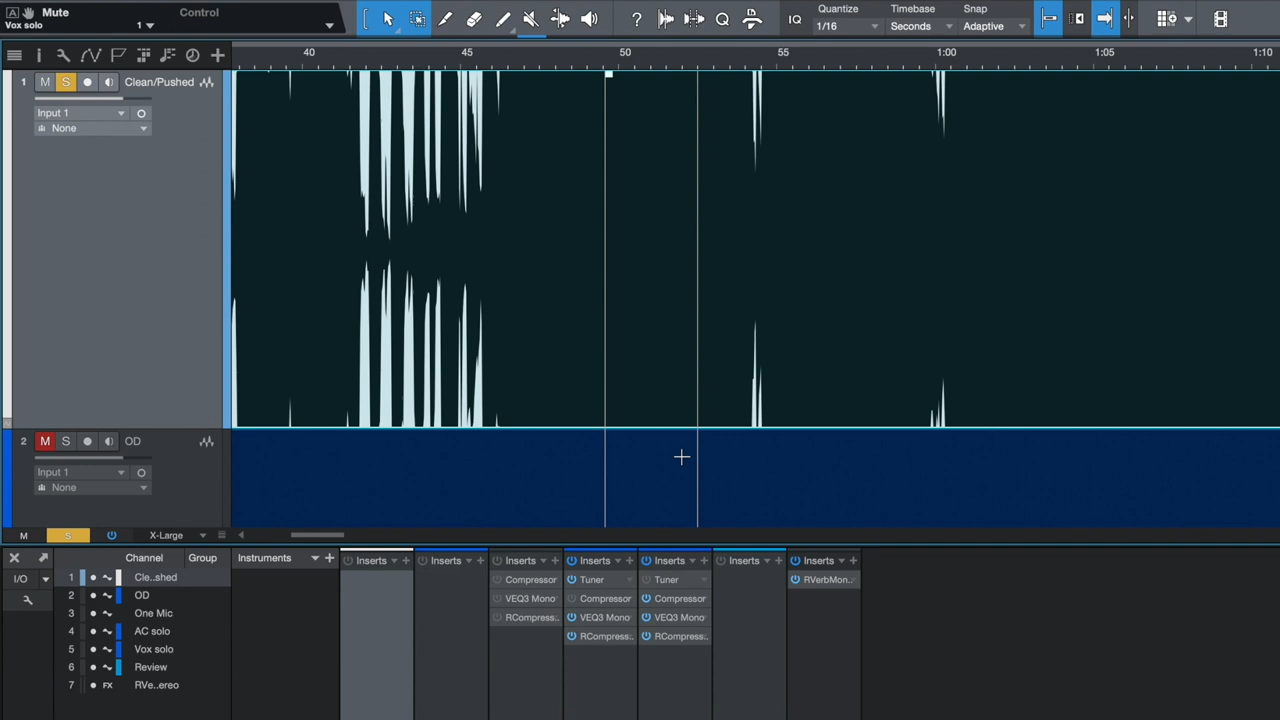 A Mute
Control
Vox solo
1
IQ
Quantize
1/16
Timebase
Seconds
Snap
Adaptive
40
45
50
55
1:00
1:05
1:10
1 M S Clean/Pushed
Input 1
None
2 M S OD
Input 1
None
M
S
X-Large
Channel
Group
Instruments
Inserts
Inserts
Inserts
Inserts
Inserts
Inserts
Inserts
I/O
1 Cle..shed
2 OD
3 One Mic
4 AC solo
5 Vox solo
6 Review
7 FX RVe..ereo
Compressor
VEQ3 Mono
RCompress..
Tuner
Compressor
VEQ3 Mono
RCompress..
Tuner
Compressor
VEQ3 Mono
RCompress..
RVerbMon..